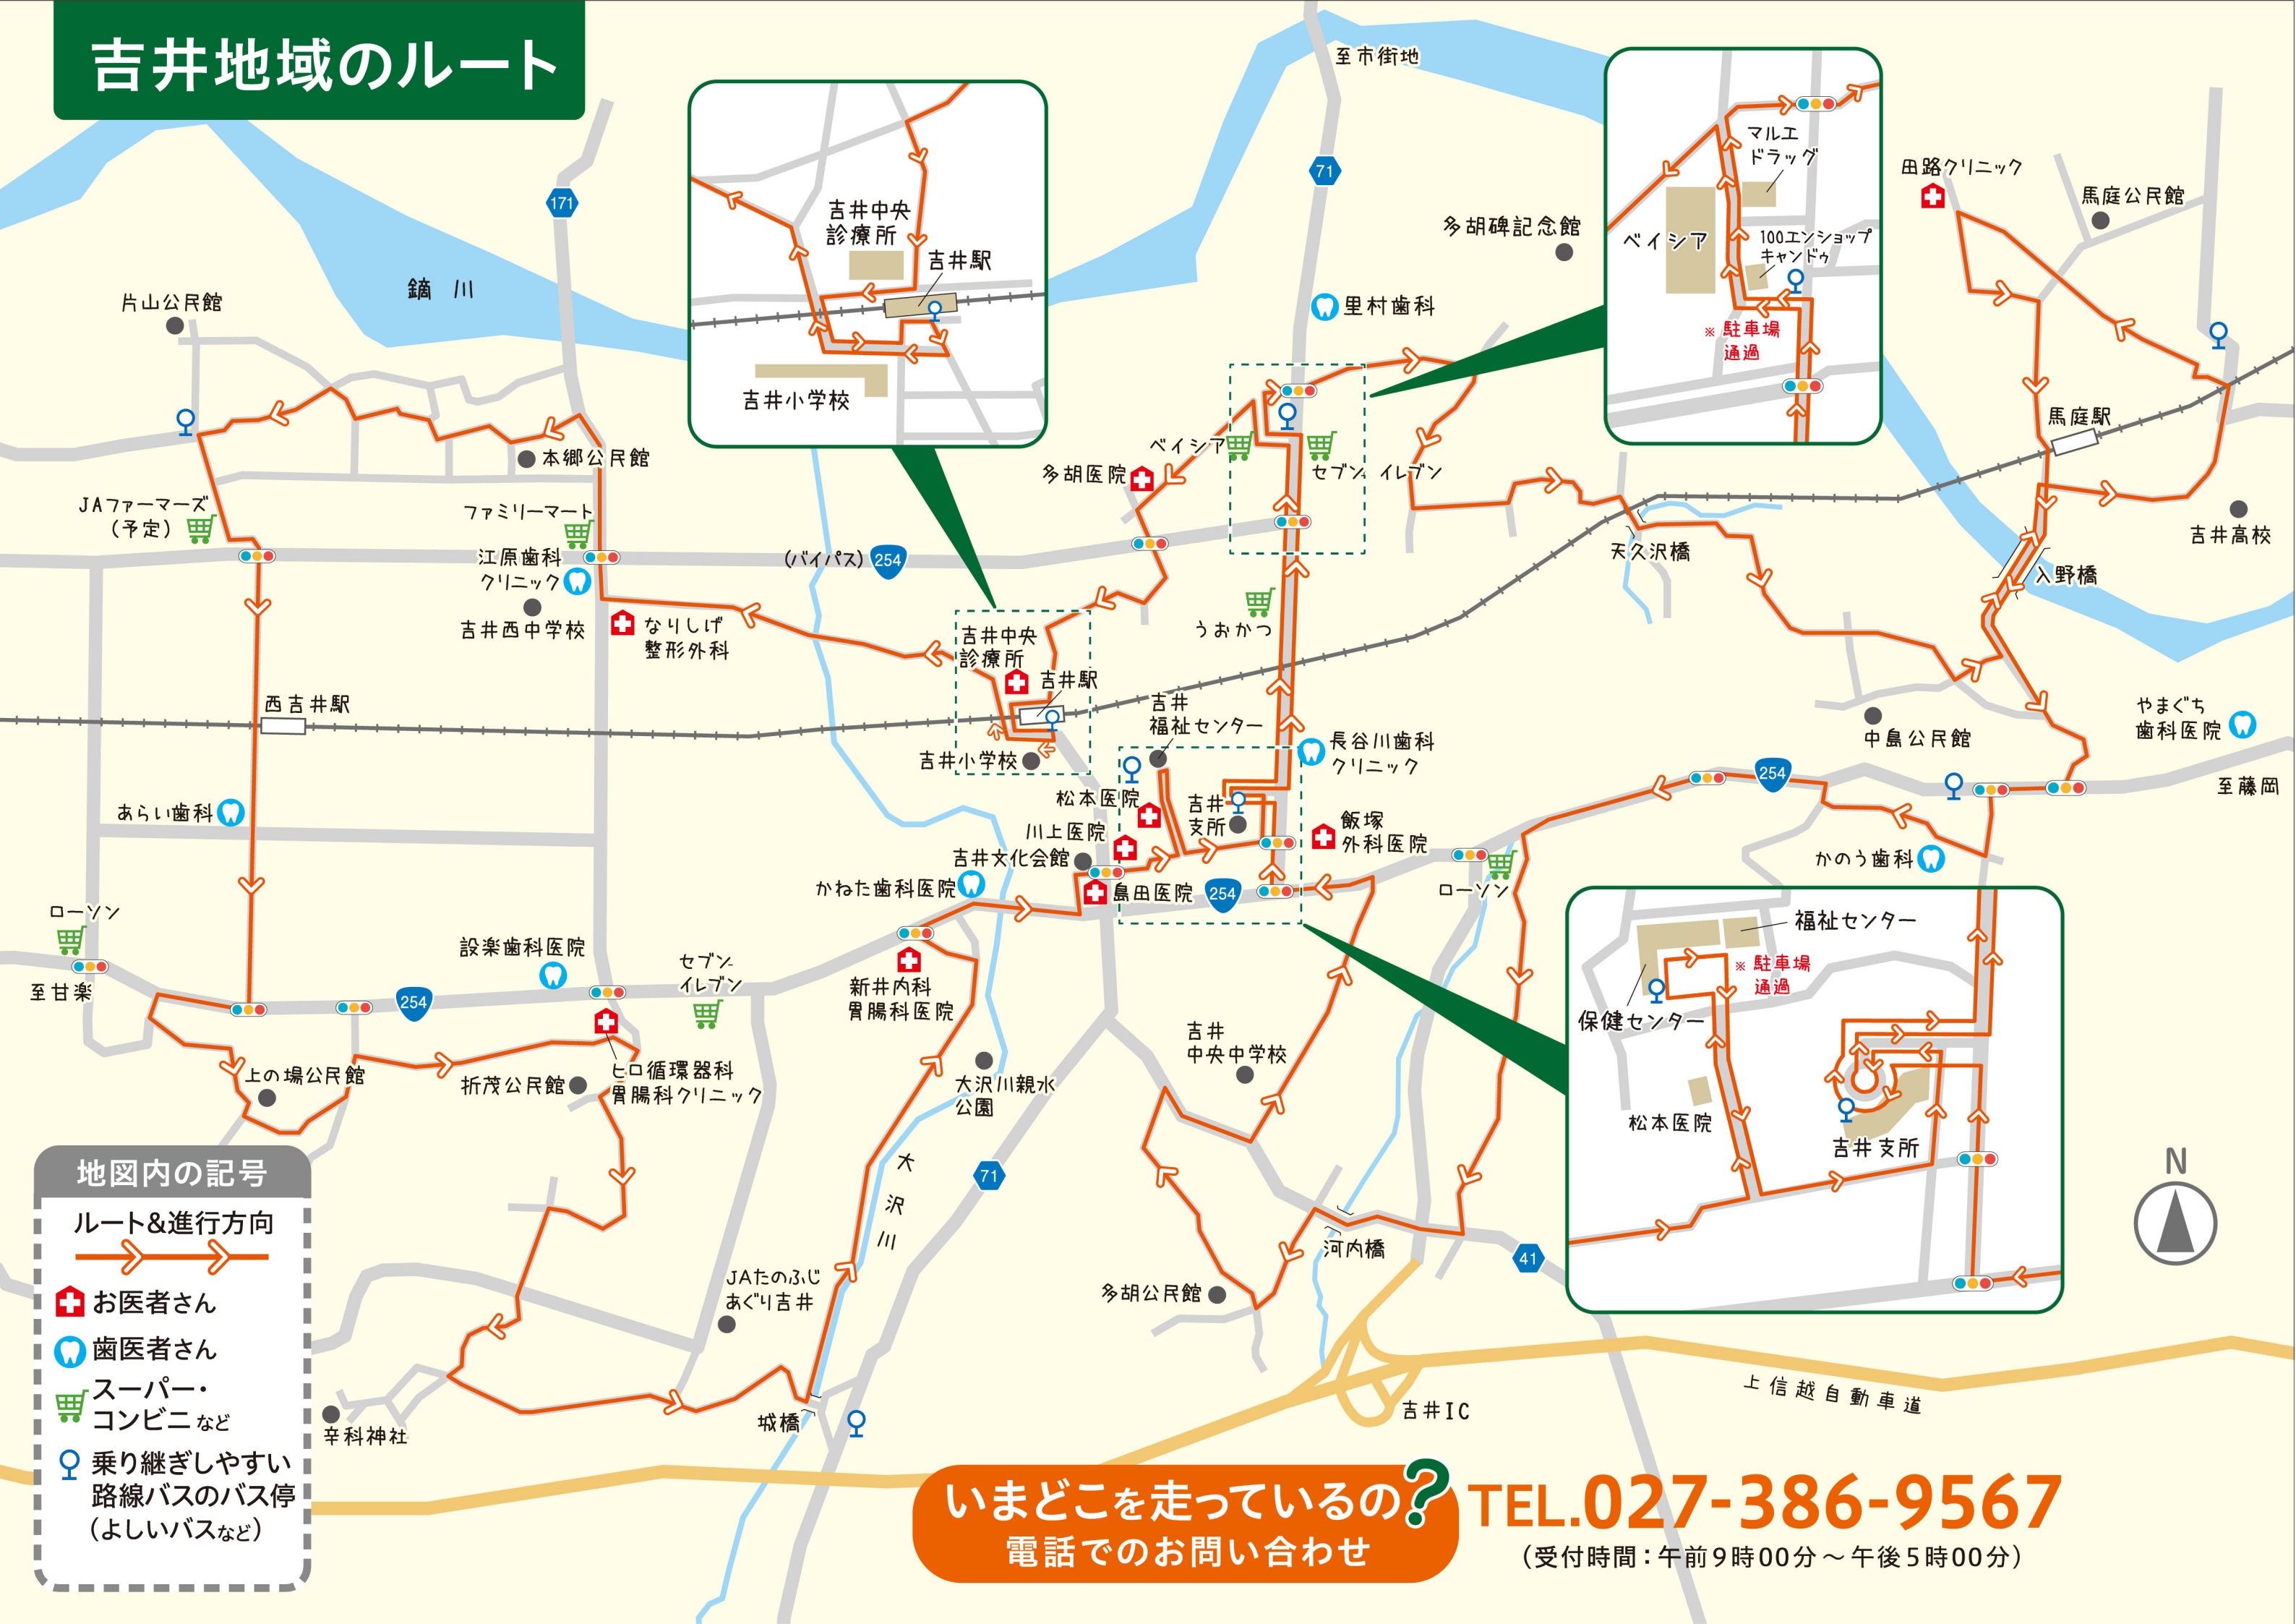 吉井地域のルート
至市街地
71
171
鏑 川
片山公民館
本郷公民館
JAファーマーズ
(予定)
ファミリーマート
江原歯科
クリニック
吉井西中学校
なりしげ
整形外科
(バイパス)
254
西吉井駅
あらい歯科
ローソン
至甘楽
設楽歯科医院
254
セブン
イレブン
上の場公民館
折茂公民館
ヒロ循環器科
胃腸科クリニック
吉井中央
診療所
吉井駅
吉井小学校
多胡碑記念館
里村歯科
ベイシア
セブン イレブン
多胡医院
うおかつ
吉井中央
診療所
吉井駅
吉井小学校
吉井
福祉センター
長谷川歯科
クリニック
松本医院
吉井
支所
川上医院
吉井文化会館
飯塚
外科医院
かねた歯科医院
島田医院
254
ローソン
新井内科
胃腸科医院
大沢川親水
公園
吉井
中央中学校
大沢川
71
JAたのふじ
あぐり吉井
城橋
辛科神社
多胡公民館
河内橋
41
吉井IC
上信越自動車道
マルエ
ドラッグ
ベイシア
100エンショップ
キャンドゥ
※ 駐車場
通過
田路クリニック
馬庭公民館
馬庭駅
吉井高校
天久沢橋
入野橋
中島公民館
やまぐち
歯科医院
至藤岡
254
かのう歯科
福祉センター
※ 駐車場
通過
保健センター
松本医院
吉井支所
N
地図内の記号
ルート&進行方向
お医者さん
歯医者さん
スーパー・
コンビニ など
乗り継ぎしやすい
路線バスのバス停
(よしいバスなど)
いまどこを走っているの?
電話でのお問い合わせ
TEL.027-386-9567
(受付時間:午前9時00分~午後5時00分)